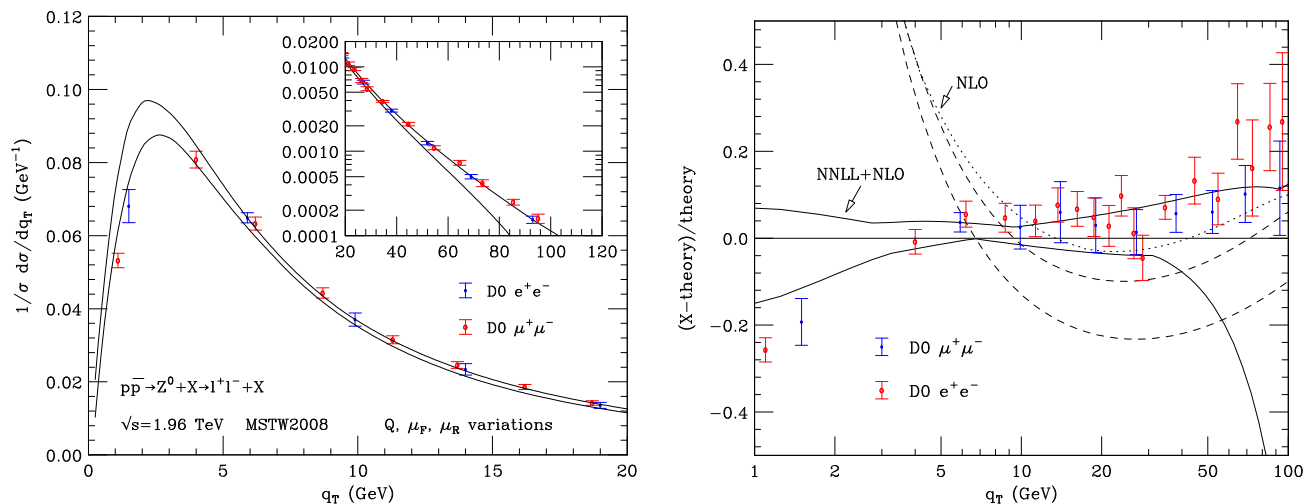 0.12
0.10
0.08
0.06
0.04
0.02
0.00
1/σ dσ/dq_T (GeV⁻¹)
0.0200
0.0100
0.0050
0.0020
0.0010
0.0005
0.0002
0.0001
20 40 60 80 100 120
D0 e⁺e⁻
D0 μ⁺μ⁻
pp̅→Z⁰+X→l⁺l⁻+X
√s=1.96 TeV MSTW2008 Q, μ_F, μ_R variations
0 5 10 15 20
q_T (GeV)
0.4
0.2
0.0
−0.2
−0.4
(X−theory)/theory
NLO
NNLL+NLO
D0 μ⁺μ⁻
D0 e⁺e⁻
1 2 5 10 20 50 100
q_T (GeV)